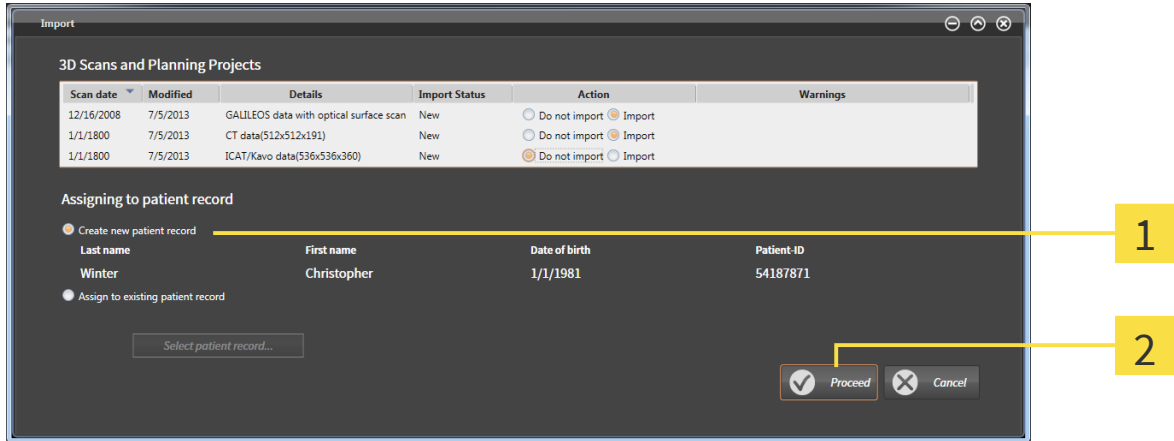 Import
3D Scans and Planning Projects
Scan date Modified Details Import Status Action Warnings
12/16/2008 7/5/2013 GALILEOS data with optical surface scan New Do not import Import
1/1/1800 7/5/2013 CT data(512x512x191) New Do not import Import
1/1/1800 7/5/2013 ICAT/Kavo data(536x536x360) New Do not import Import
Assigning to patient record
Create new patient record
1
Last name First name Date of birth Patient-ID
Winter Christopher 1/1/1981 54187871
Assign to existing patient record
Select patient record...
2
Proceed Cancel